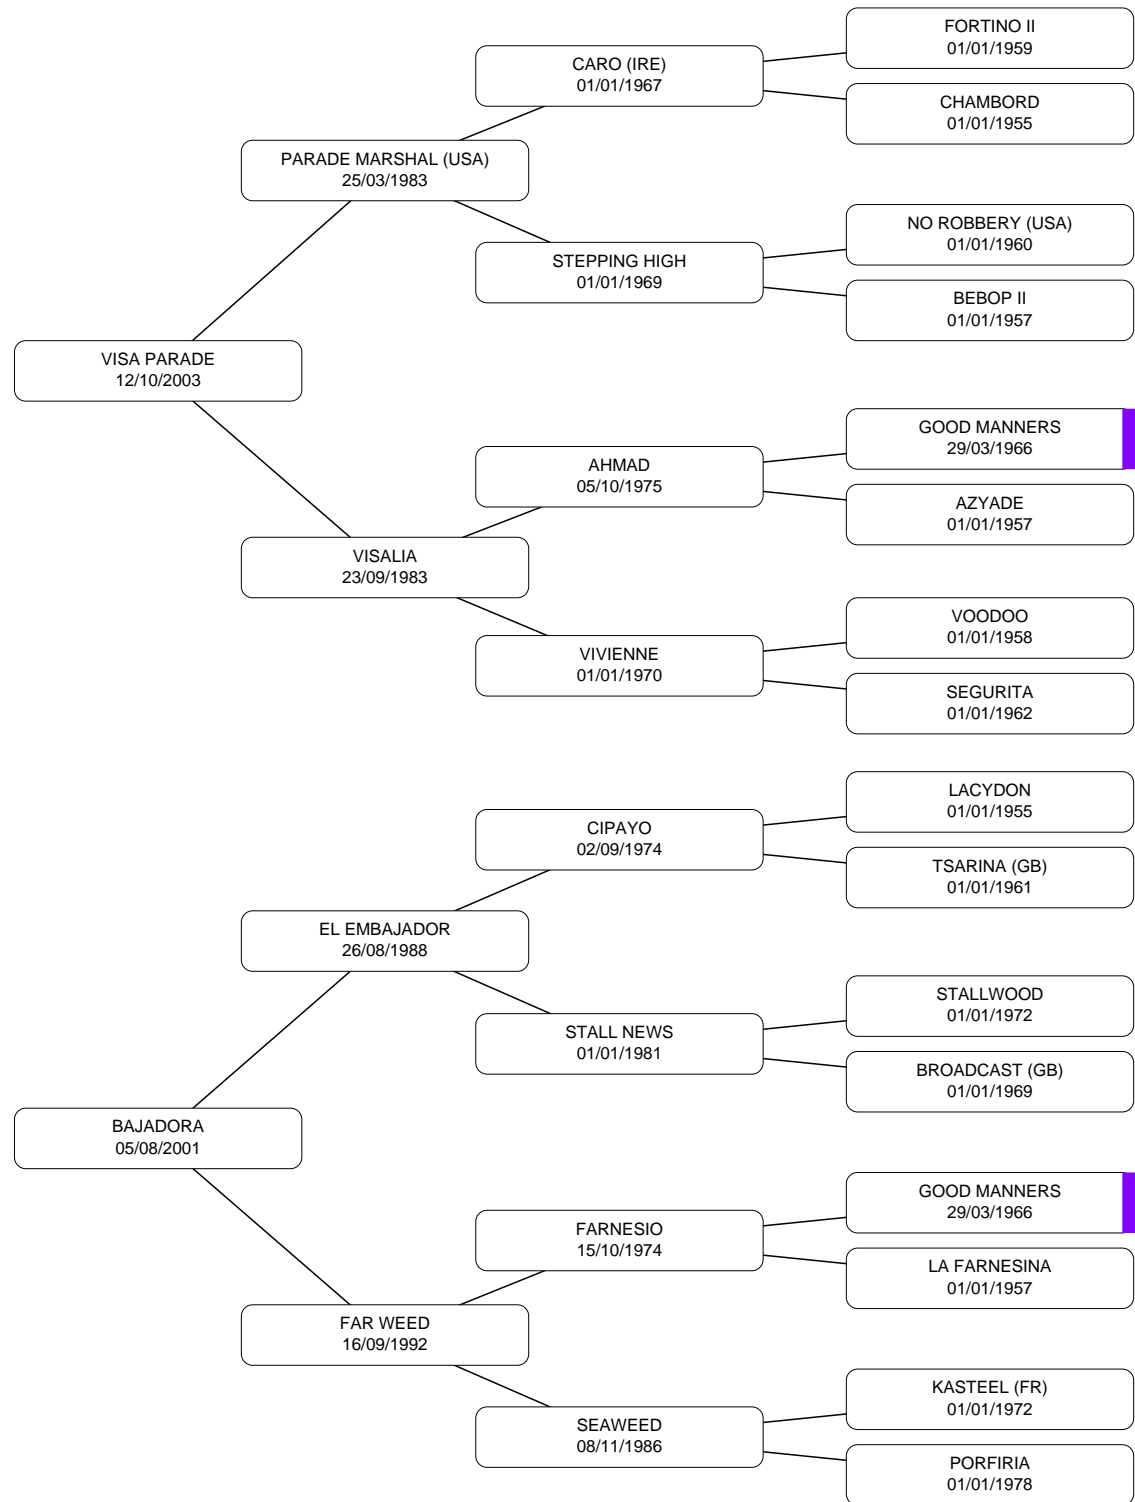 FORTINO II
01/01/1959
CARO (IRE)
01/01/1967
CHAMBORD
01/01/1955
PARADE MARSHAL (USA)
25/03/1983
NO ROBBERY (USA)
01/01/1960
STEPPING HIGH
01/01/1969
BEBOP II
01/01/1957
VISA PARADE
12/10/2003
GOOD MANNERS
29/03/1966
AHMAD
05/10/1975
AZYADE
01/01/1957
VISALIA
23/09/1983
VOODOO
01/01/1958
VIVIENNE
01/01/1970
SEGURITA
01/01/1962
LACYDON
01/01/1955
CIPAYO
02/09/1974
TSARINA (GB)
01/01/1961
EL EMBAJADOR
26/08/1988
STALLWOOD
01/01/1972
STALL NEWS
01/01/1981
BROADCAST (GB)
01/01/1969
BAJADORA
05/08/2001
GOOD MANNERS
29/03/1966
FARNESIO
15/10/1974
LA FARNESINA
01/01/1957
FAR WEED
16/09/1992
KASTEEL (FR)
01/01/1972
SEAWEED
08/11/1986
PORFIRIA
01/01/1978